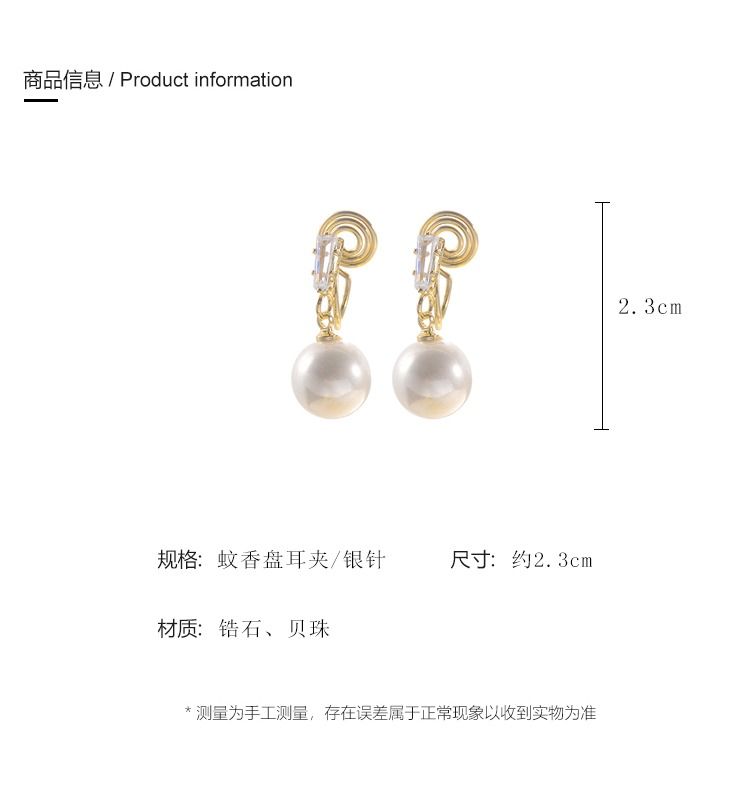 商品信息 / Product information
2.3cm
规格: 蚊香盘耳夹/银针 尺寸: 约2.3cm
材质: 锆石、贝珠
* 测量为手工测量，存在误差属于正常现象以收到实物为准